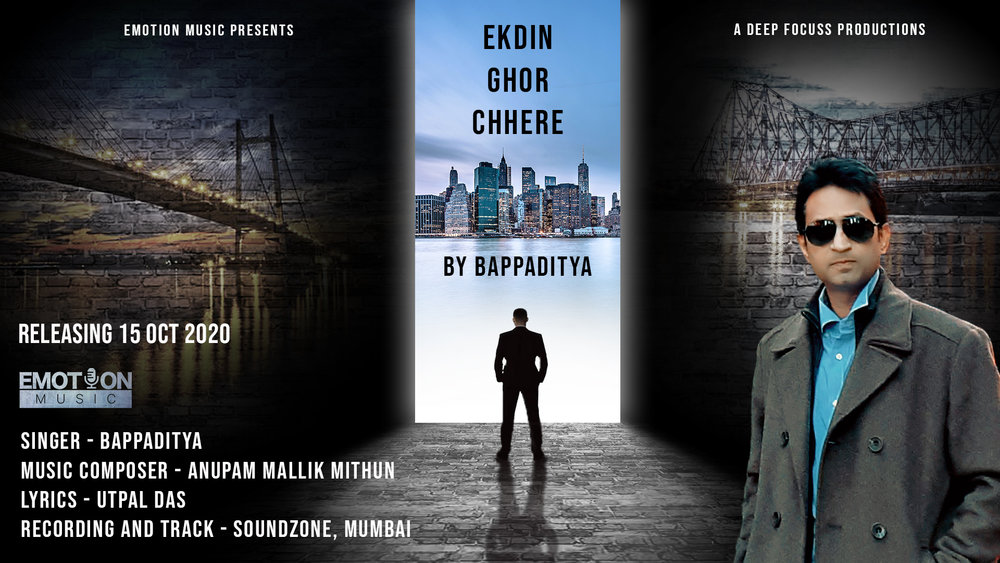 EMOTION MUSIC PRESENTS
A DEEP FOCUSS PRODUCTIONS
EKDIN
GHOR
CHHERE
BY BAPPADITYA
RELEASING 15 OCT 2020
EMOTION
MUSIC
SINGER - BAPPADITYA
MUSIC COMPOSER - ANUPAM MALLIK MITHUN
LYRICS - UTPAL DAS
RECORDING AND TRACK - SOUNDZONE, MUMBAI